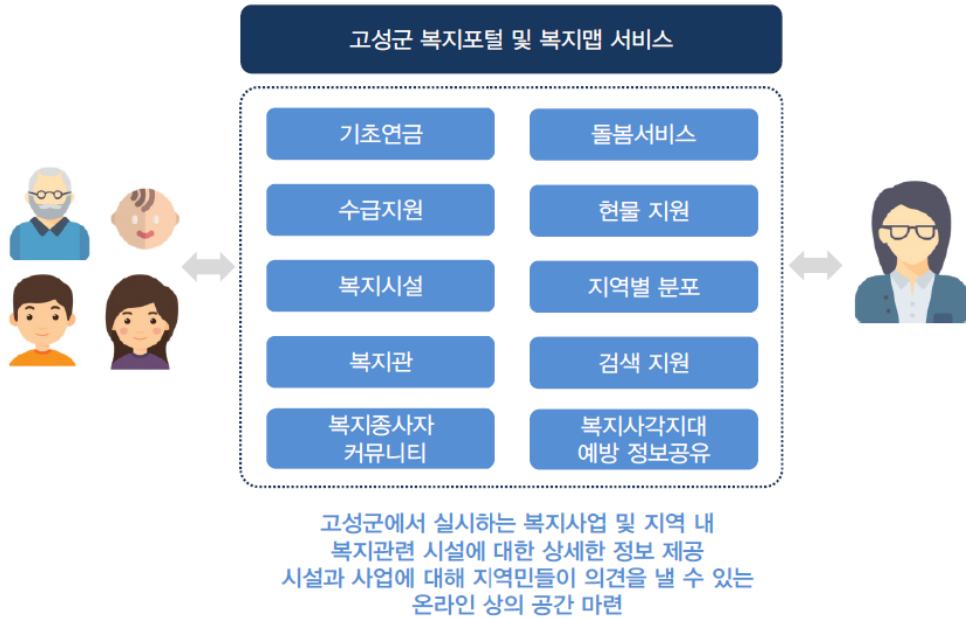 고성군 복지포털 및 복지맵 서비스
기초연금
돌봄서비스
수급지원
현물 지원
복지시설
지역별 분포
복지관
검색 지원
복지종사자
커뮤니티
복지사각지대
예방 정보공유
고성군에서 실시하는 복지사업 및 지역 내
복지관련 시설에 대한 상세한 정보 제공
시설과 사업에 대해 지역민들이 의견을 낼 수 있는
온라인 상의 공간 마련